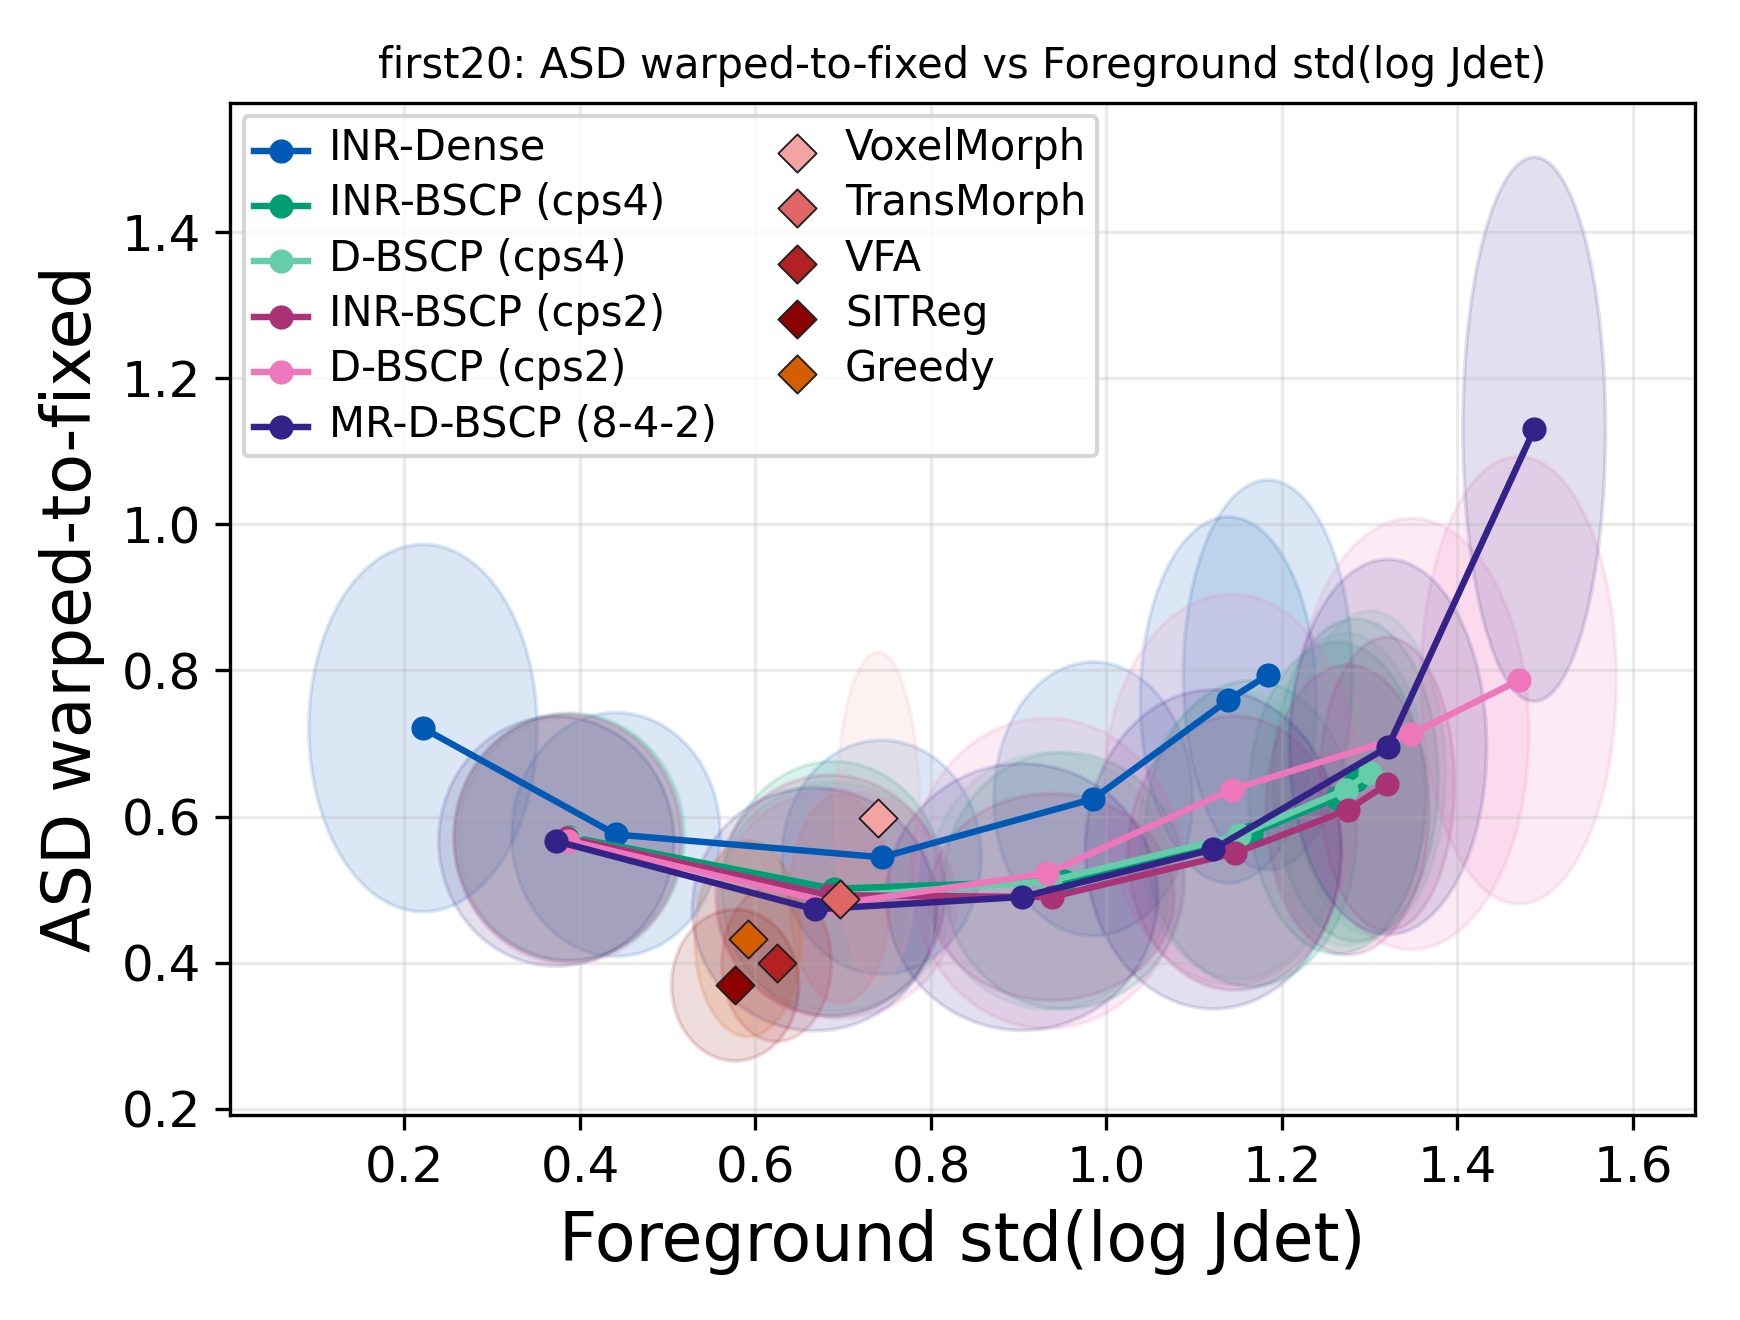 first20: ASD warped-to-fixed vs Foreground std(log Jdet)
INR-Dense
INR-BSCP (cps4)
D-BSCP (cps4)
INR-BSCP (cps2)
D-BSCP (cps2)
MR-D-BSCP (8-4-2)
VoxelMorph
TransMorph
VFA
SITReg
Greedy
ASD warped-to-fixed
1.4
1.2
1.0
0.8
0.6
0.4
0.2
0.2 0.4 0.6 0.8 1.0 1.2 1.4 1.6
Foreground std(log Jdet)